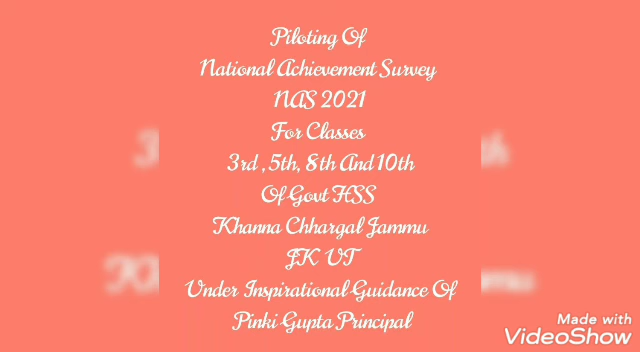 Piloting Of
National Achievement Survey
NAS 2021
For Classes
3rd ,5th, 8th And 10th
Of Govt HSS
Khanna Chhargal Jammu
JK UT
Under Inspirational Guidance Of
Pinki Gupta Principal
Made with
VideoShow